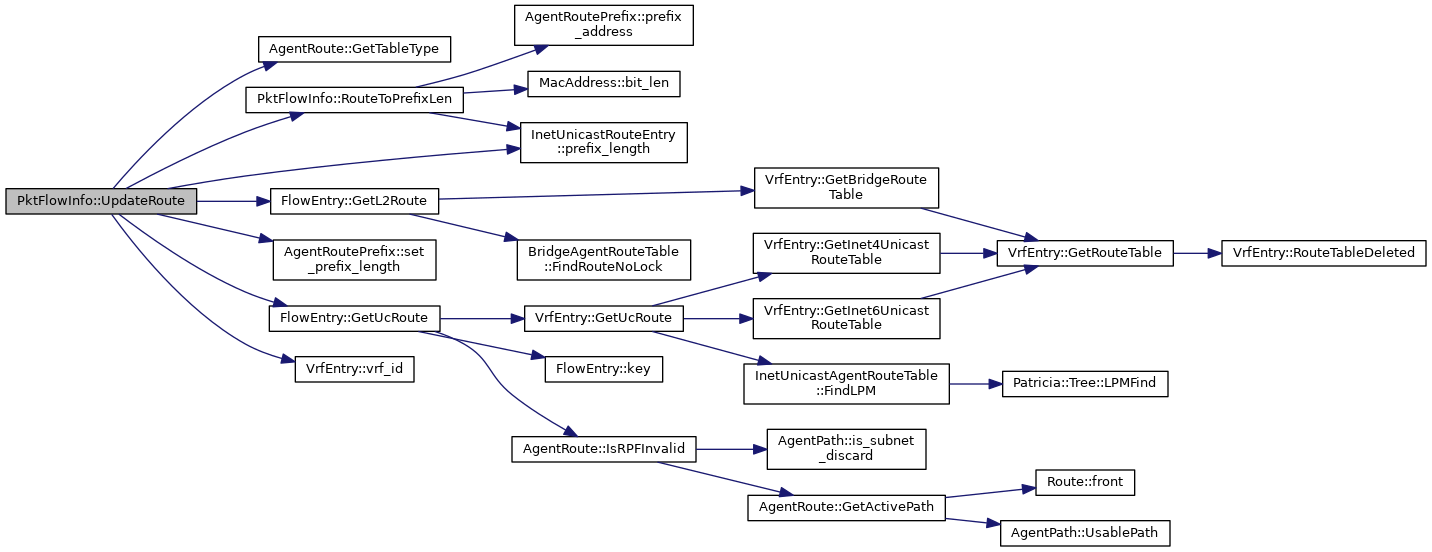 PktFlowInfo::UpdateRoute
AgentRoute::GetTableType
PktFlowInfo::RouteToPrefixLen
AgentRoutePrefix::prefix
_address
MacAddress::bit_len
InetUnicastRouteEntry
::prefix_length
FlowEntry::GetL2Route
AgentRoutePrefix::set
_prefix_length
FlowEntry::GetUcRoute
VrfEntry::vrf_id
BridgeAgentRouteTable
::FindRouteNoLock
VrfEntry::GetUcRoute
FlowEntry::key
AgentRoute::IsRPFInvalid
VrfEntry::GetBridgeRoute
Table
VrfEntry::GetInet4Unicast
RouteTable
VrfEntry::GetInet6Unicast
RouteTable
InetUnicastAgentRouteTable
::FindLPM
AgentPath::is_subnet
_discard
AgentRoute::GetActivePath
VrfEntry::GetRouteTable
Patricia::Tree::LPMFind
Route::front
AgentPath::UsablePath
VrfEntry::RouteTableDeleted